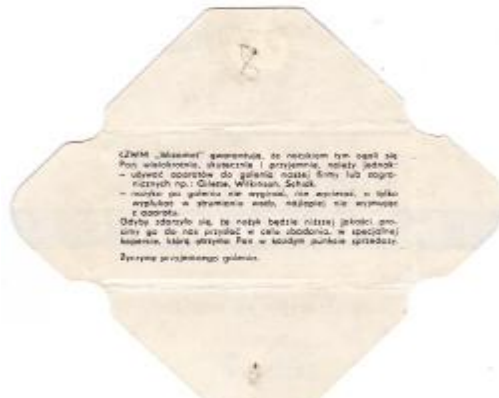 8
ŁZWM „Wizamet” gwarantuje, że nożykiem tym ogoli się
Pan wielokrotnie, skutecznie i przyjemnie, należy jednak:
– używać aparatów do golenia naszej firmy lub zagra-
nicznych np.: Gilette, Wilkinson, Schick.
– nożyka po goleniu nie wyginać, nie wycierać, a tylko
wypłukać w strumieniu wody, najlepiej nie wyjmując
z aparatu.
Gdyby zdarzyło się, że nożyk będzie niższej jakości pro-
simy go do nas przysłać w celu zbadania, w specjalnej
kopercie, którą otrzyma Pan w każdym punkcie sprzedaży.
Życzymy przyjemnego golenia.